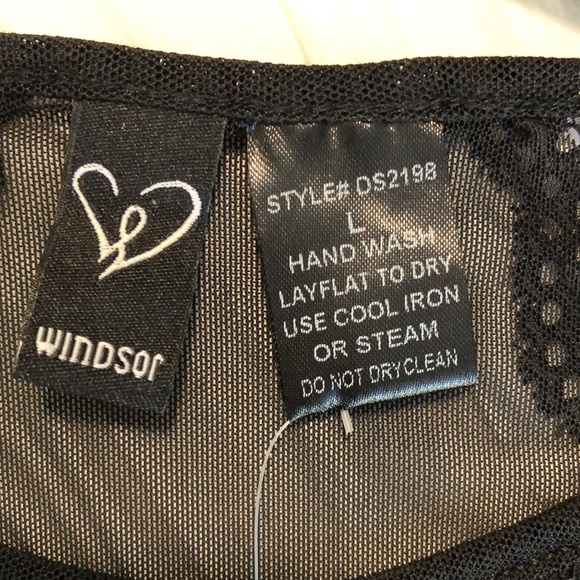 WINDSOR
STYLE# DS2198
L
HAND WASH
LAYFLAT TO DRY
USE COOL IRON
OR STEAM
DO NOT DRYCLEAN